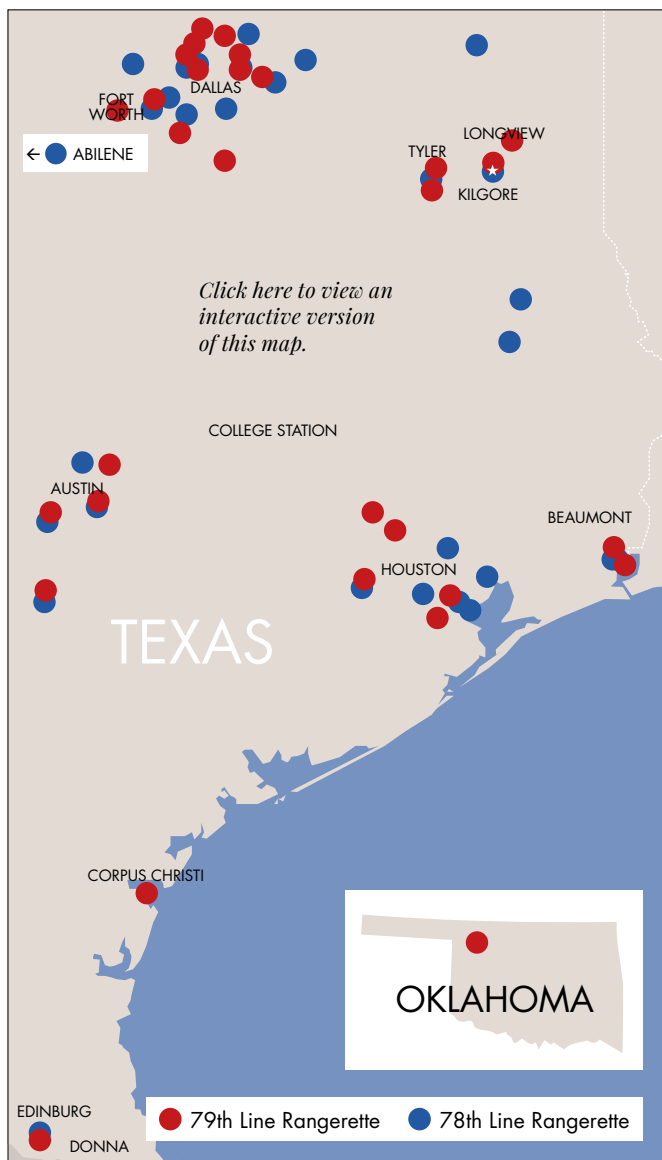 DALLAS
FORT
WORTH
← ABILENE
LONGVIEW
TYLER
KILGORE
Click here to view an
interactive version
of this map.
COLLEGE STATION
AUSTIN
BEAUMONT
HOUSTON
TEXAS
CORPUS CHRISTI
OKLAHOMA
EDINBURG
DONNA
79th Line Rangerette
78th Line Rangerette